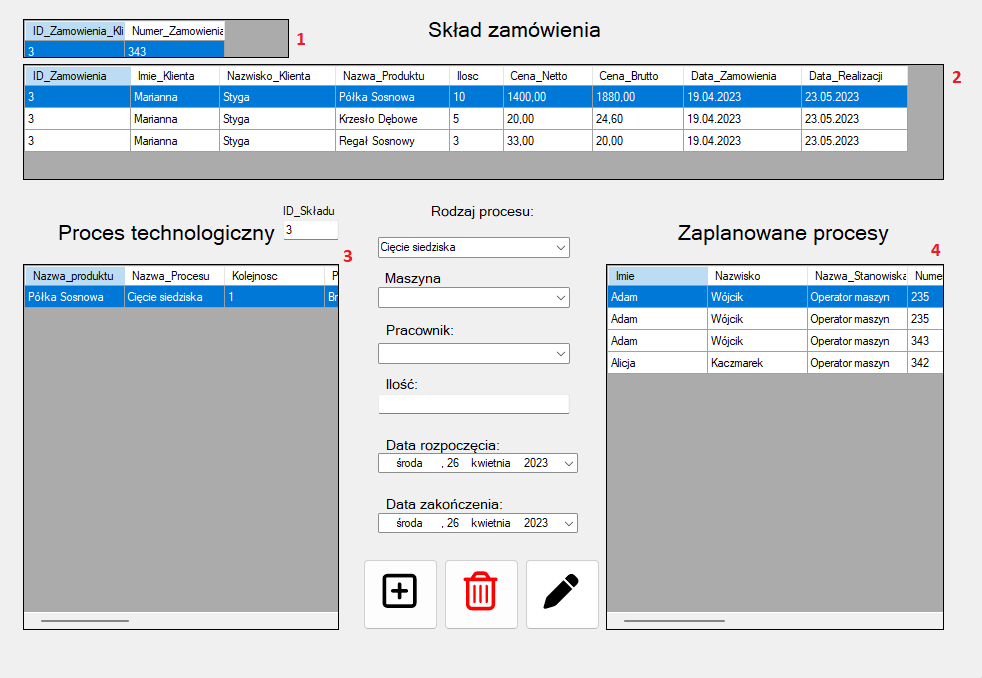 Skład zamówienia
ID_Zamowienia_Kli Numer_Zamowienia
3 343
1
ID_Zamowienia Imie_Klienta Nazwisko_Klienta Nazwa_Produktu Ilosc Cena_Netto Cena_Brutto Data_Zamowienia Data_Realizacji
2
3 Marianna Styga Półka Sosnowa 10 1400,00 1880,00 19.04.2023 23.05.2023
3 Marianna Styga Krzesło Dębowe 5 20,00 24,60 19.04.2023 23.05.2023
3 Marianna Styga Regał Sosnowy 3 33,00 20,00 19.04.2023 23.05.2023
ID_Składu
3
Proces technologiczny
3
Nazwa_produktu Nazwa_Procesu Kolejnosc P
Półka Sosnowa Cięcie siedziska 1 Br
Rodzaj procesu:
Cięcie siedziska
Maszyna
Pracownik:
Ilość:
Data rozpoczęcia:
środa , 26 kwietnia 2023
Data zakończenia:
środa , 26 kwietnia 2023
Zaplanowane procesy
4
Imie Nazwisko Nazwa_Stanowiska Nume
Adam Wójcik Operator maszyn 235
Adam Wójcik Operator maszyn 235
Adam Wójcik Operator maszyn 343
Alicja Kaczmarek Operator maszyn 342